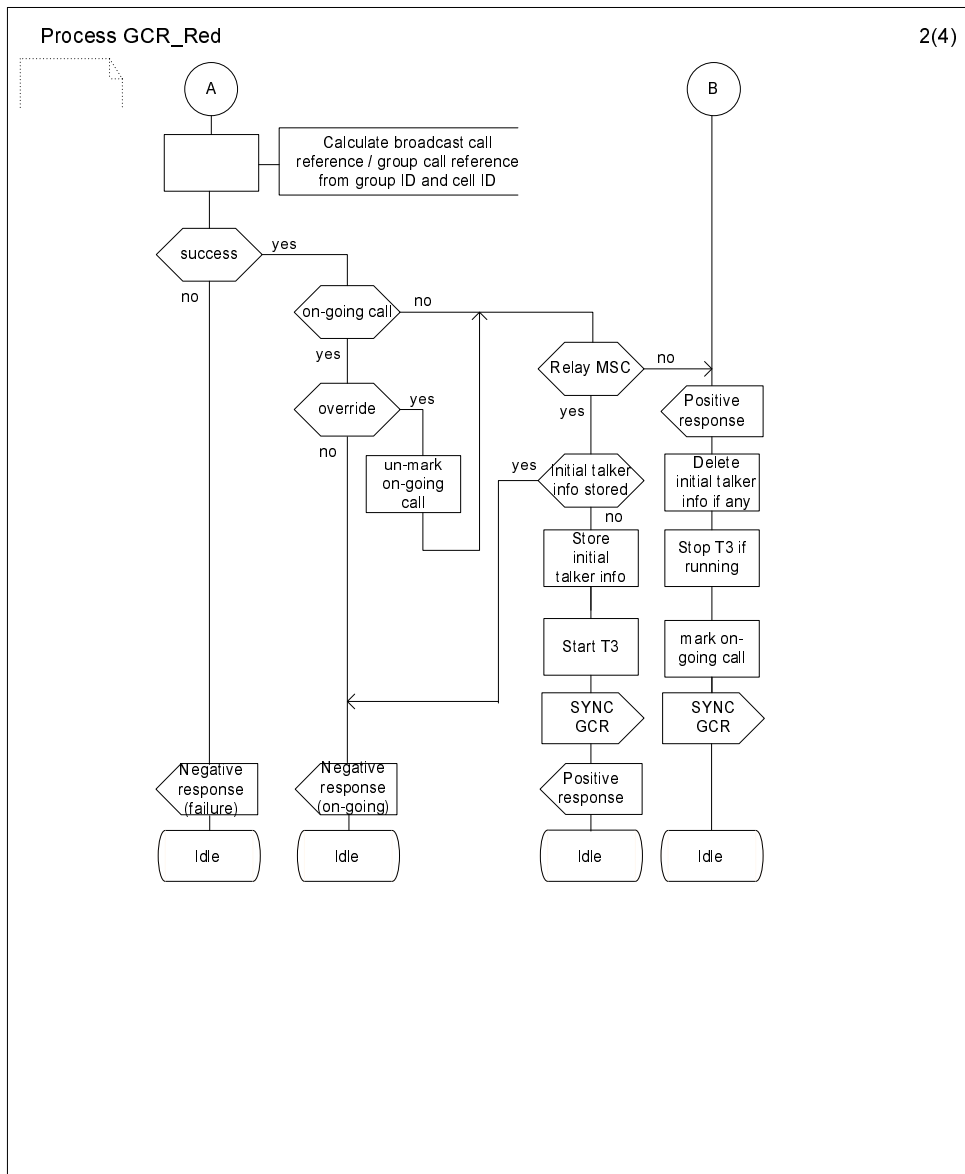 Process GCR_Red
2(4)
A
B
Calculate broadcast call
reference / group call reference
from group ID and cell ID
success
yes
no
on-going call
no
yes
Relay MSC
no
yes
override
yes
no
Positive
response
un-mark
on-going
call
yes
Initial talker
info stored
no
Delete
initial talker
info if any
Store
initial
talker info
Stop T3 if
running
Start T3
mark on-
going call
SYNC
GCR
SYNC
GCR
Negative
response
(failure)
Negative
response
(on-going)
Positive
response
Idle
Idle
Idle
Idle